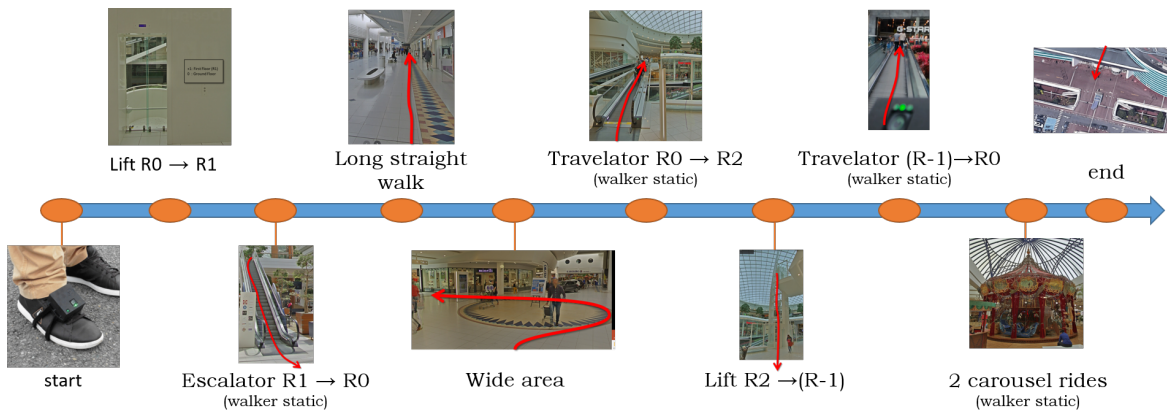 Lift R0 → R1
Long straight
walk
Travelator R0 → R2
(walker static)
G-STAR
Travelator (R-1)→R0
(walker static)
end
start
Escalator R1 → R0
(walker static)
Wide area
Lift R2 →(R-1)
2 carousel rides
(walker static)